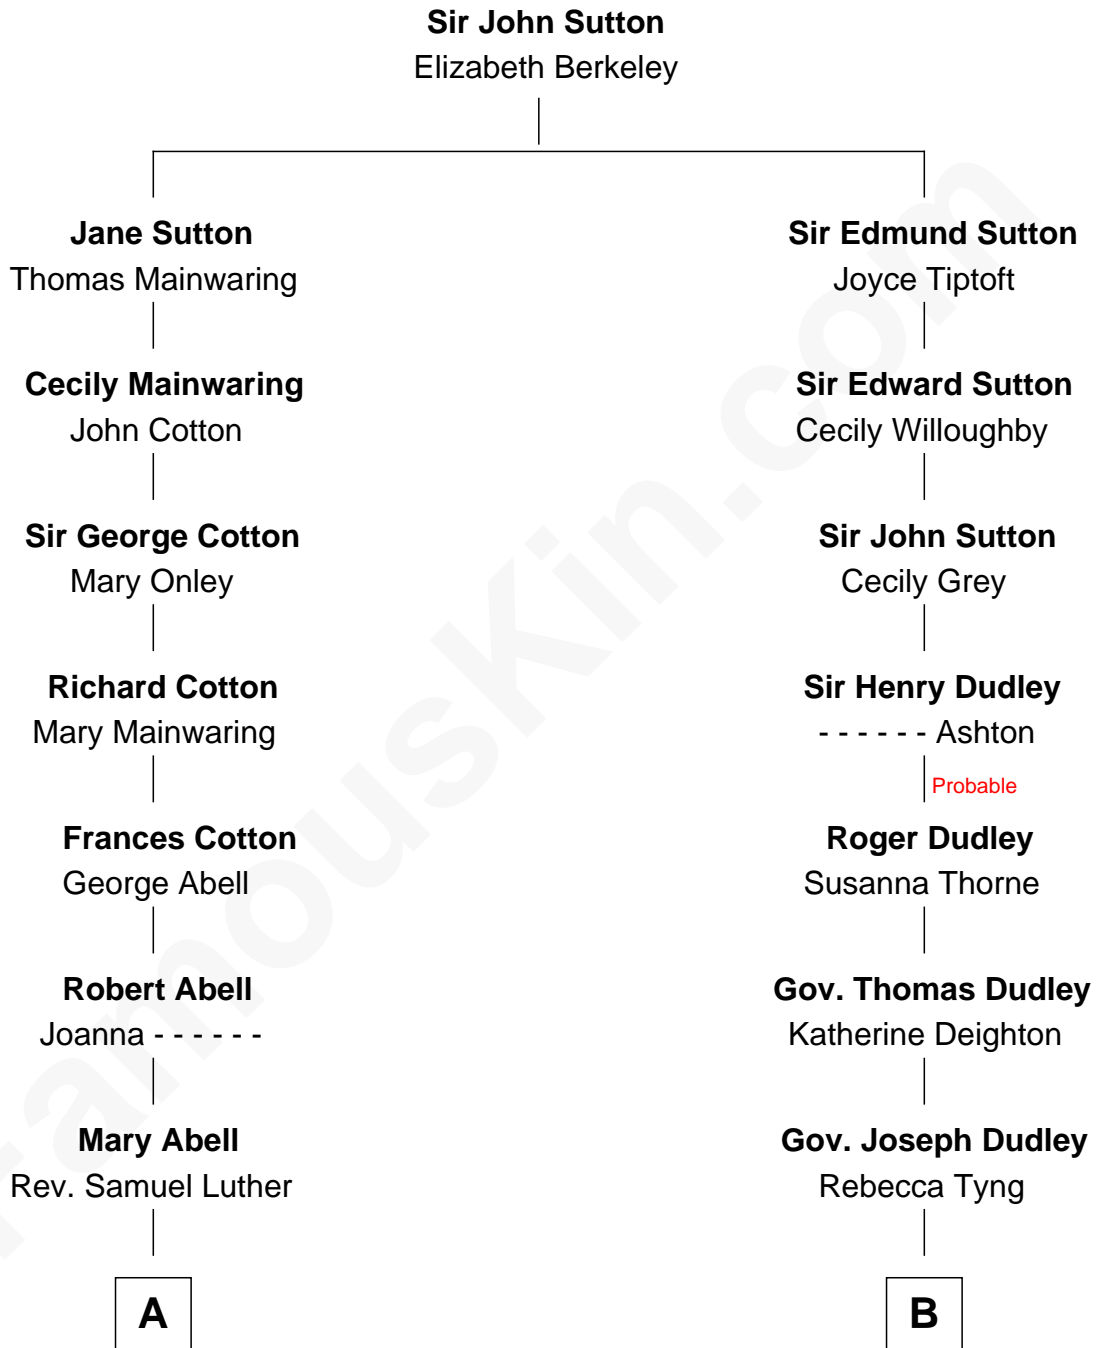 Sir John Sutton
Elizabeth Berkeley
Jane Sutton
Thomas Mainwaring
Cecily Mainwaring
John Cotton
Sir George Cotton
Mary Onley
Richard Cotton
Mary Mainwaring
Frances Cotton
George Abell
Robert Abell
Joanna - - - - - -
Mary Abell
Rev. Samuel Luther
A
Sir Edmund Sutton
Joyce Tiptoft
Sir Edward Sutton
Cecily Willoughby
Sir John Sutton
Cecily Grey
Sir Henry Dudley
- - - - - - Ashton
Probable
Roger Dudley
Susanna Thorne
Gov. Thomas Dudley
Katherine Deighton
Gov. Joseph Dudley
Rebecca Tyng
B
FamousKin.com